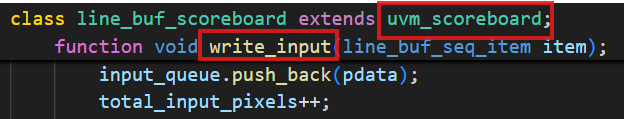 class line_buf_scoreboard extends uvm_scoreboard;
function void write_input(line_buf_seq_item item);
input_queue.push_back(pdata);
total_input_pixels++;